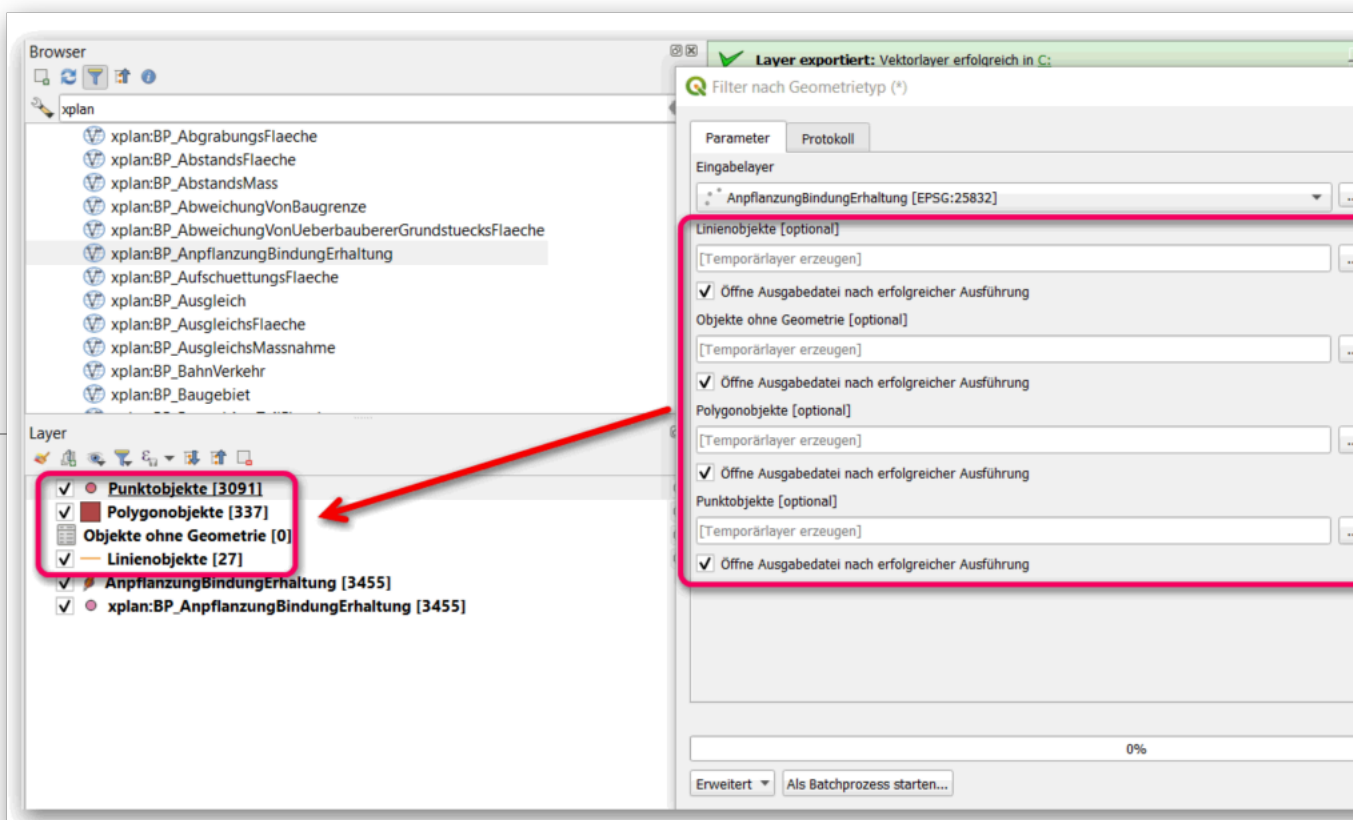 Browser
xplan
xplan:BP_AbgrabungsFlaeche
xplan:BP_AbstandsFlaeche
xplan:BP_AbstandsMass
xplan:BP_AbweichungVonBaugrenze
xplan:BP_AbweichungVonUeberbaubererGrundstuecksFlaeche
xplan:BP_AnpflanzungBindungErhaltung
xplan:BP_AufschuettungsFlaeche
xplan:BP_Ausgleich
xplan:BP_AusgleichsFlaeche
xplan:BP_AusgleichsMassnahme
xplan:BP_BahnVerkehr
xplan:BP_Baugebiet
Layer
Punktobjekte [3091]
Polygonobjekte [337]
Objekte ohne Geometrie [0]
Linienobjekte [27]
AnpflanzungBindungErhaltung [3455]
xplan:BP_AnpflanzungBindungErhaltung [3455]
Layer exportiert: Vektorlayer erfolgreich in C:
Filter nach Geometrietyp (*)
Parameter Protokoll
Eingabelayer
AnpflanzungBindungErhaltung [EPSG:25832]
Linienobjekte [optional]
[Temporärlayer erzeugen]
Öffne Ausgabedatei nach erfolgreicher Ausführung
Objekte ohne Geometrie [optional]
[Temporärlayer erzeugen]
Öffne Ausgabedatei nach erfolgreicher Ausführung
Polygonobjekte [optional]
[Temporärlayer erzeugen]
Öffne Ausgabedatei nach erfolgreicher Ausführung
Punktobjekte [optional]
[Temporärlayer erzeugen]
Öffne Ausgabedatei nach erfolgreicher Ausführung
0%
Erweitert Als Batchprozess starten...